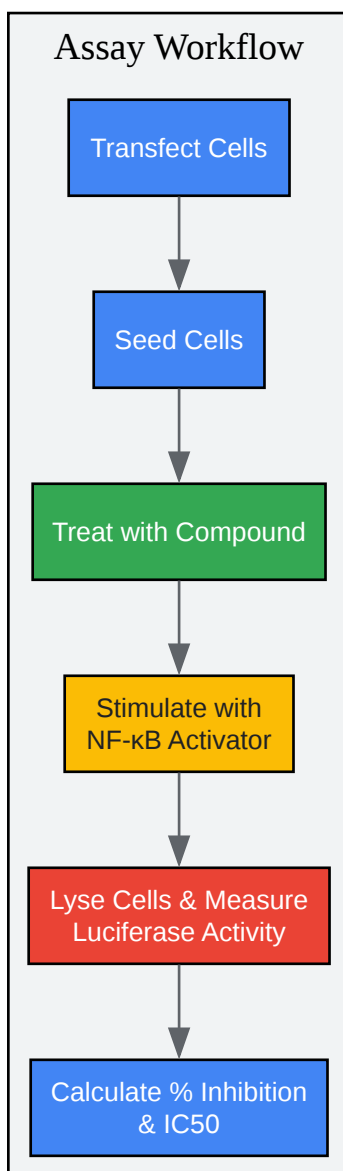 Assay Workflow
Transfect Cells
Seed Cells
Treat with Compound
Stimulate with
NF-κB Activator
Lyse Cells & Measure
Luciferase Activity
Calculate % Inhibition
& IC50